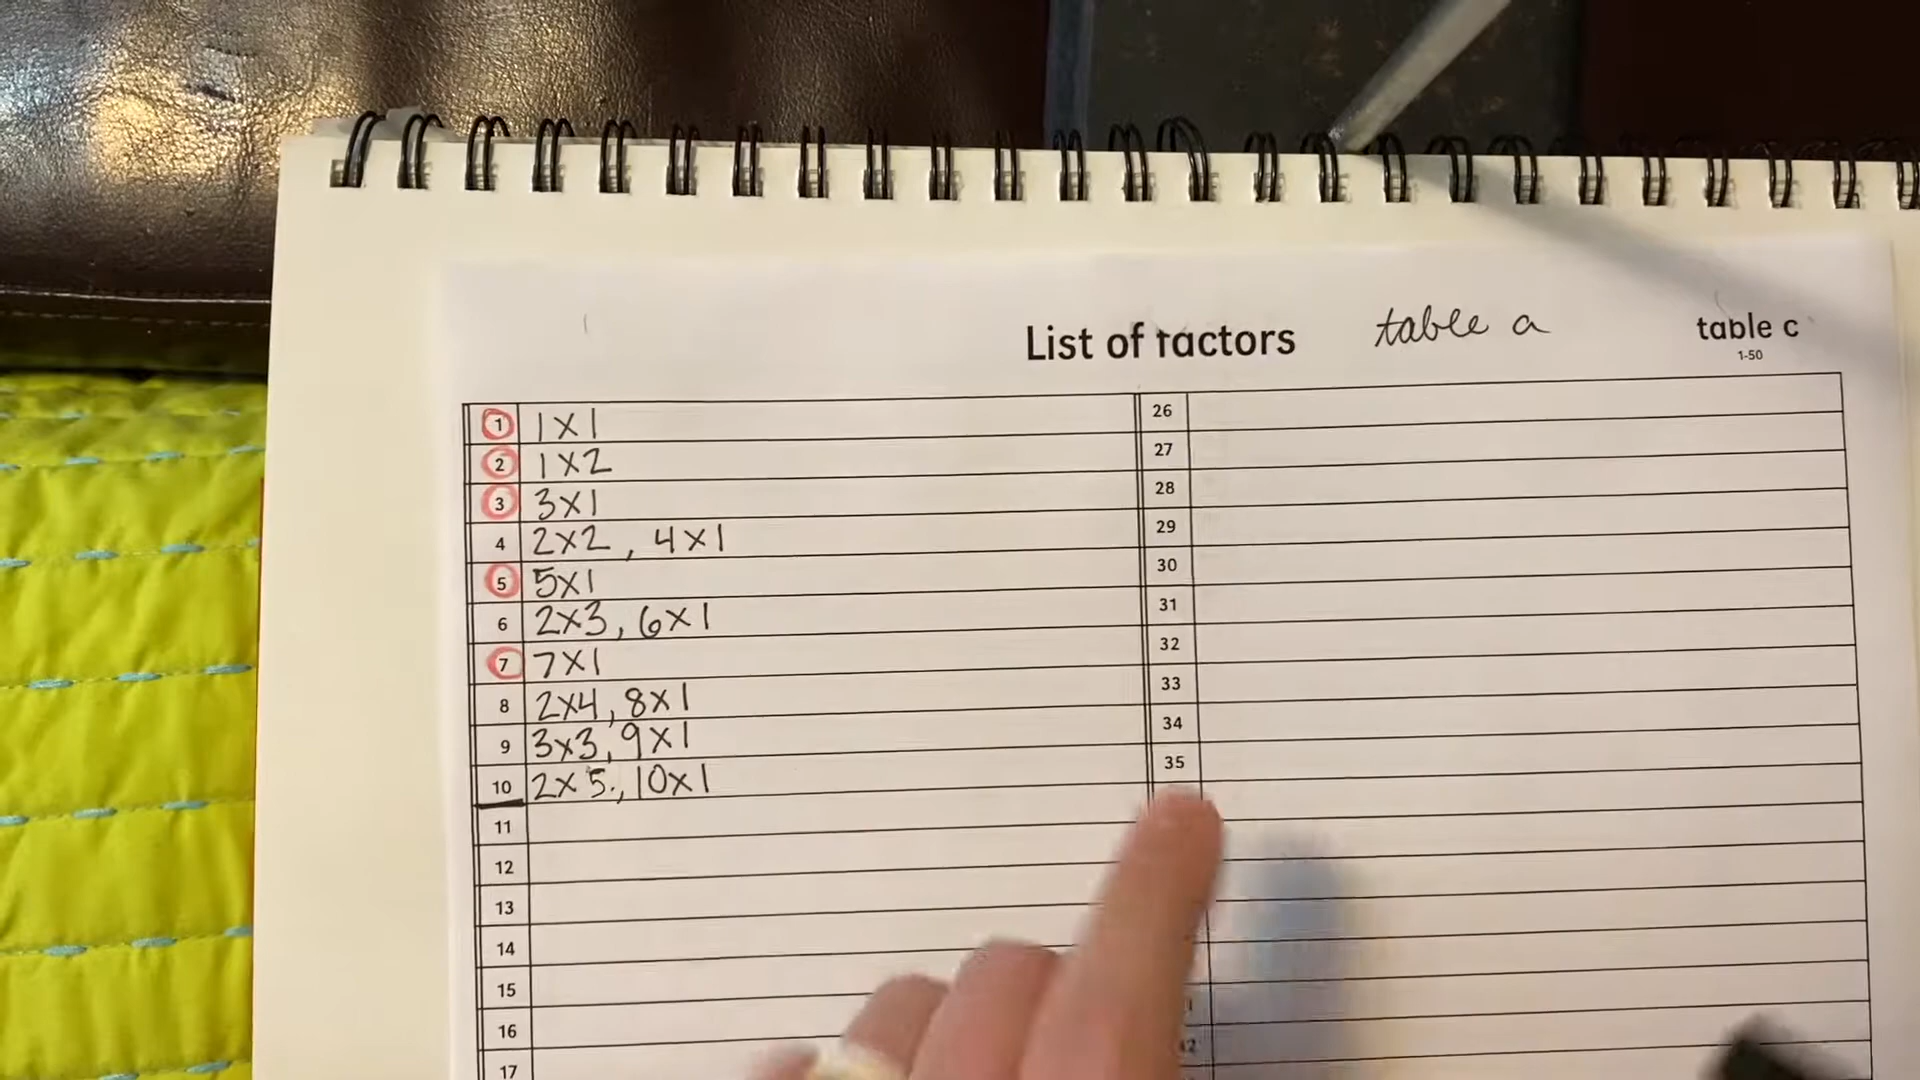 List of factors table a table c
1-50
1 1X1
2 1X2
3 3X1
4 2X2, 4X1
5 5X1
6 2X3, 6X1
7 7X1
8 2X4, 8X1
9 3X3, 9X1
10 2X5, 10X1
11
12
13
14
15
16
17
26
27
28
29
30
31
32
33
34
35